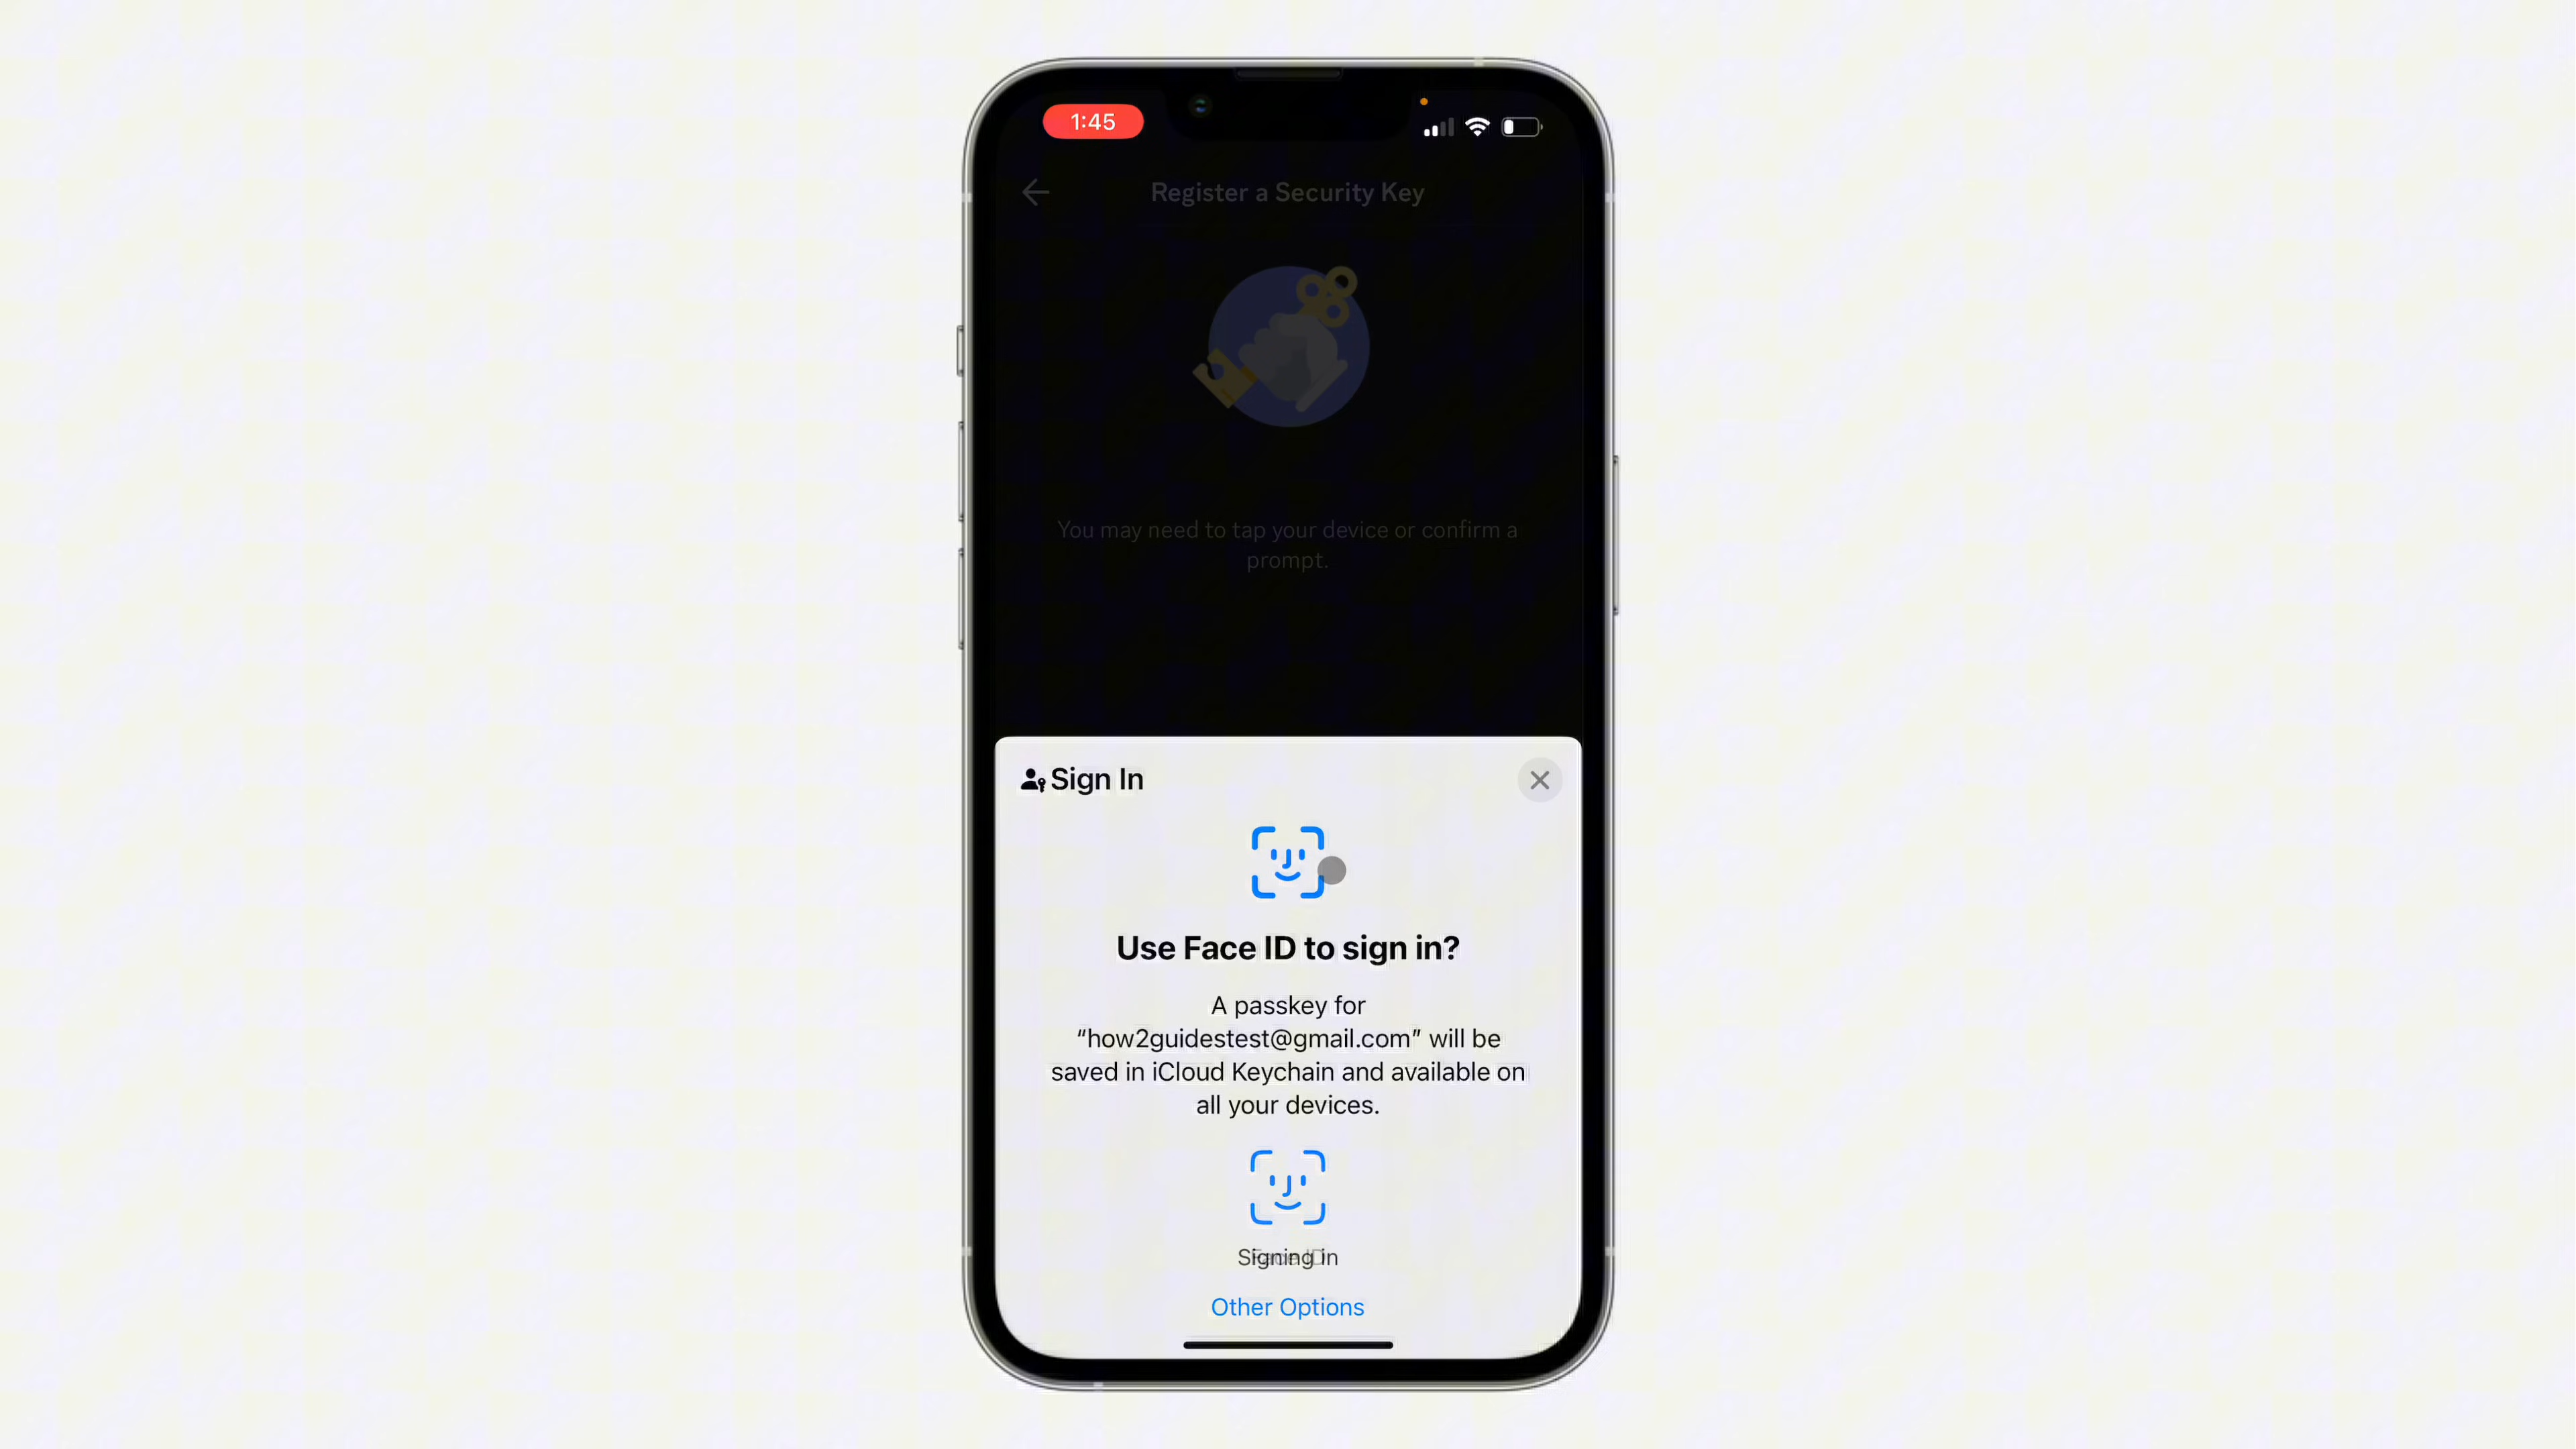 1:45
Register a Security Key
You may need to tap your device or confirm a
prompt.
Sign In
Use Face ID to sign in?
A passkey for
“how2guidestest@gmail.com” will be
saved in iCloud Keychain and available on
all your devices.
Signing in
Other Options